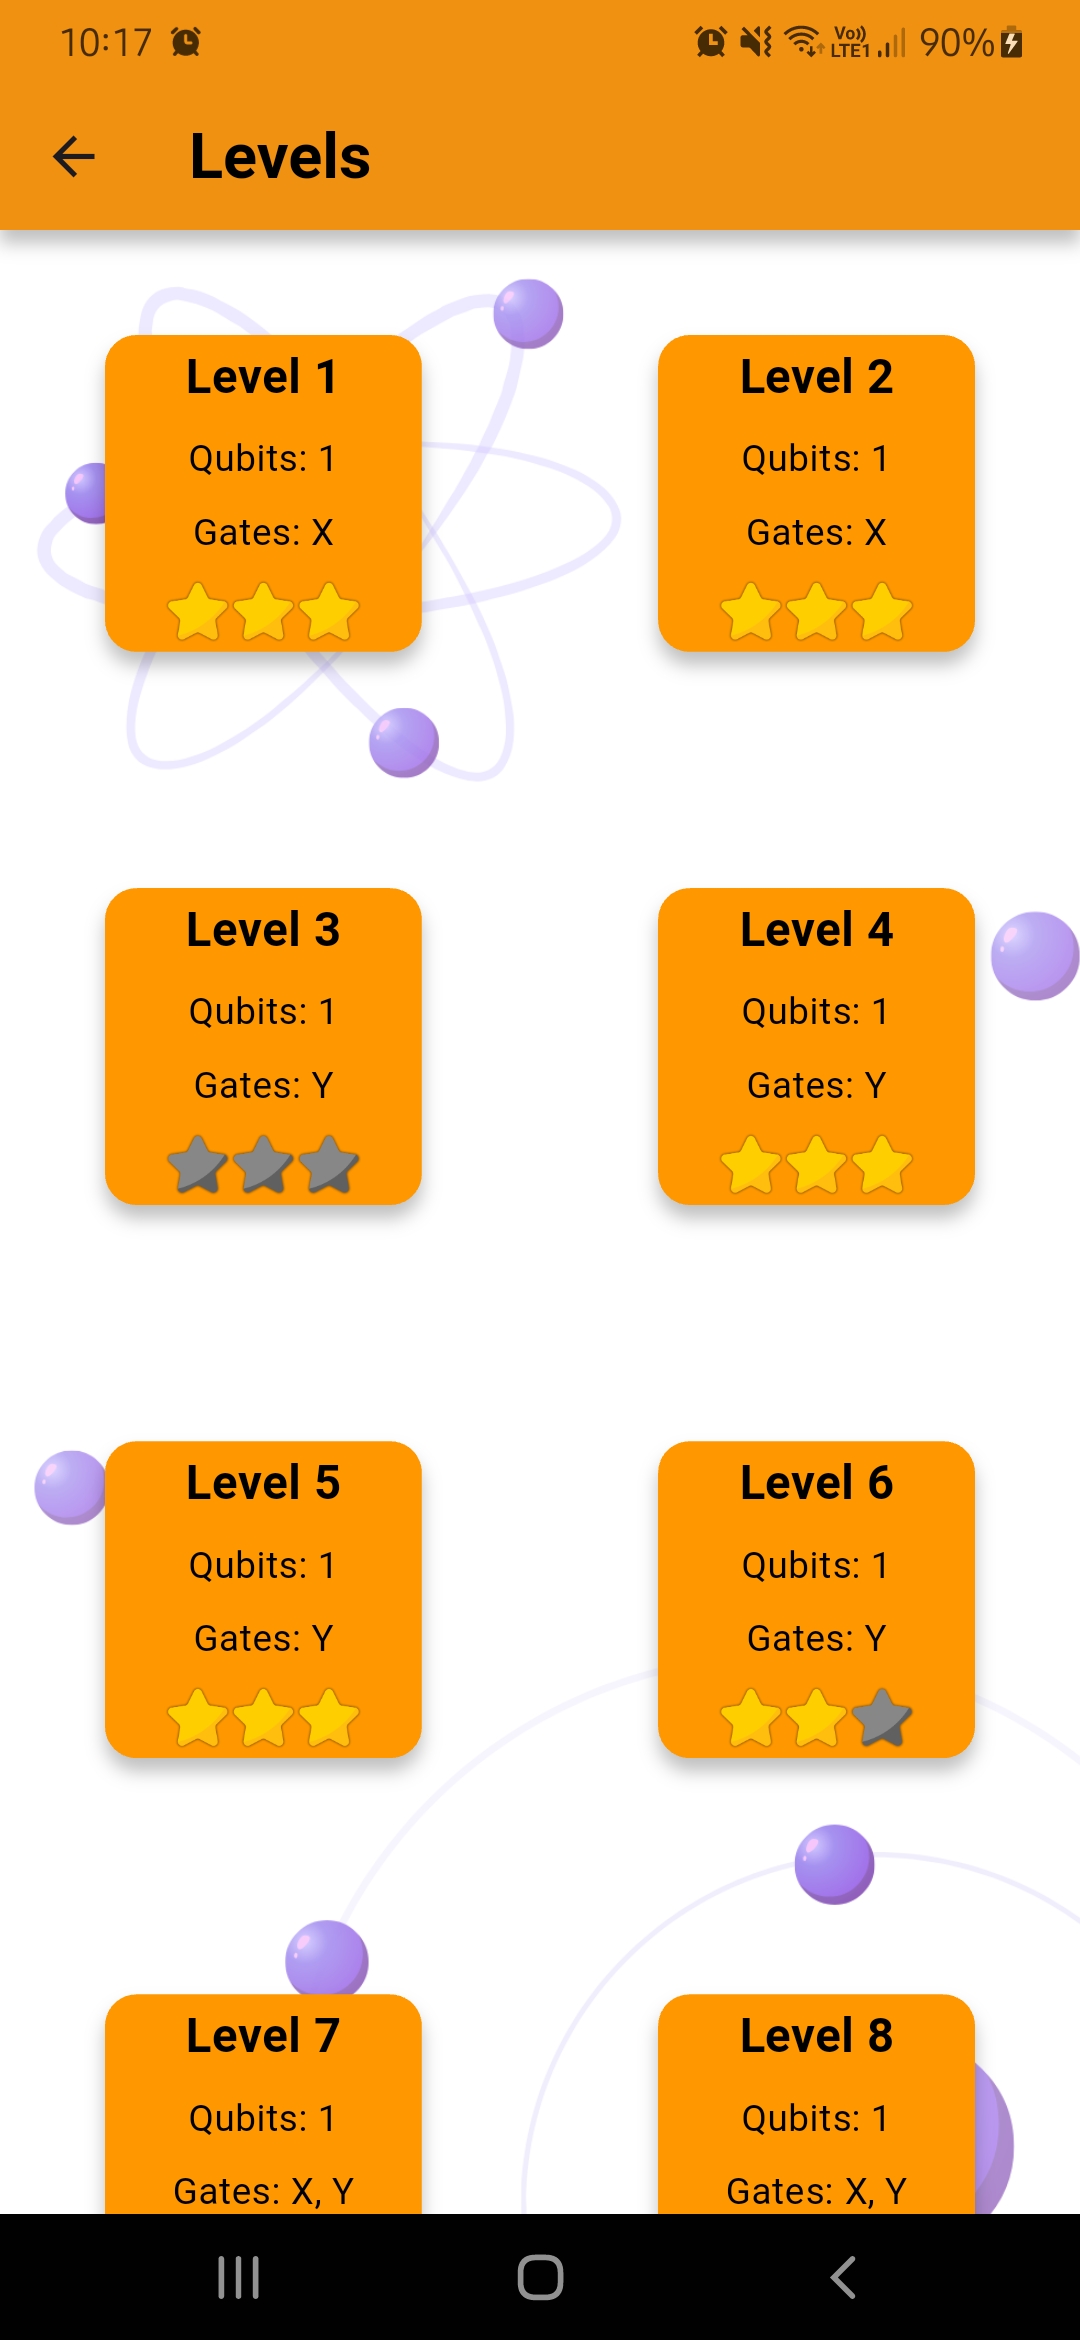 10:17
Vo))
LTE1
90%
Levels
Level 1
Qubits: 1
Gates: X
Level 2
Qubits: 1
Gates: X
Level 3
Qubits: 1
Gates: Y
Level 4
Qubits: 1
Gates: Y
Level 5
Qubits: 1
Gates: Y
Level 6
Qubits: 1
Gates: Y
Level 7
Qubits: 1
Gates: X, Y
Level 8
Qubits: 1
Gates: X, Y